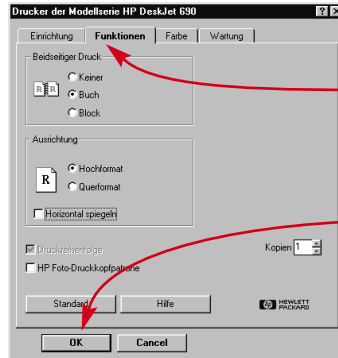 Drucker der Modellserie HP DeskJet 690
Einrichtung Funktionen Farbe Wartung
Beidseitiger Druck
Keiner
Buch
Block
Ausrichtung
Hochformat
Querformat
Horizontal spiegeln
Druckreihenfolge
HP Foto-Druckkopfpatrone
Kopien: 1
Standard Hilfe
HEWLETT
PACKARD
OK Cancel